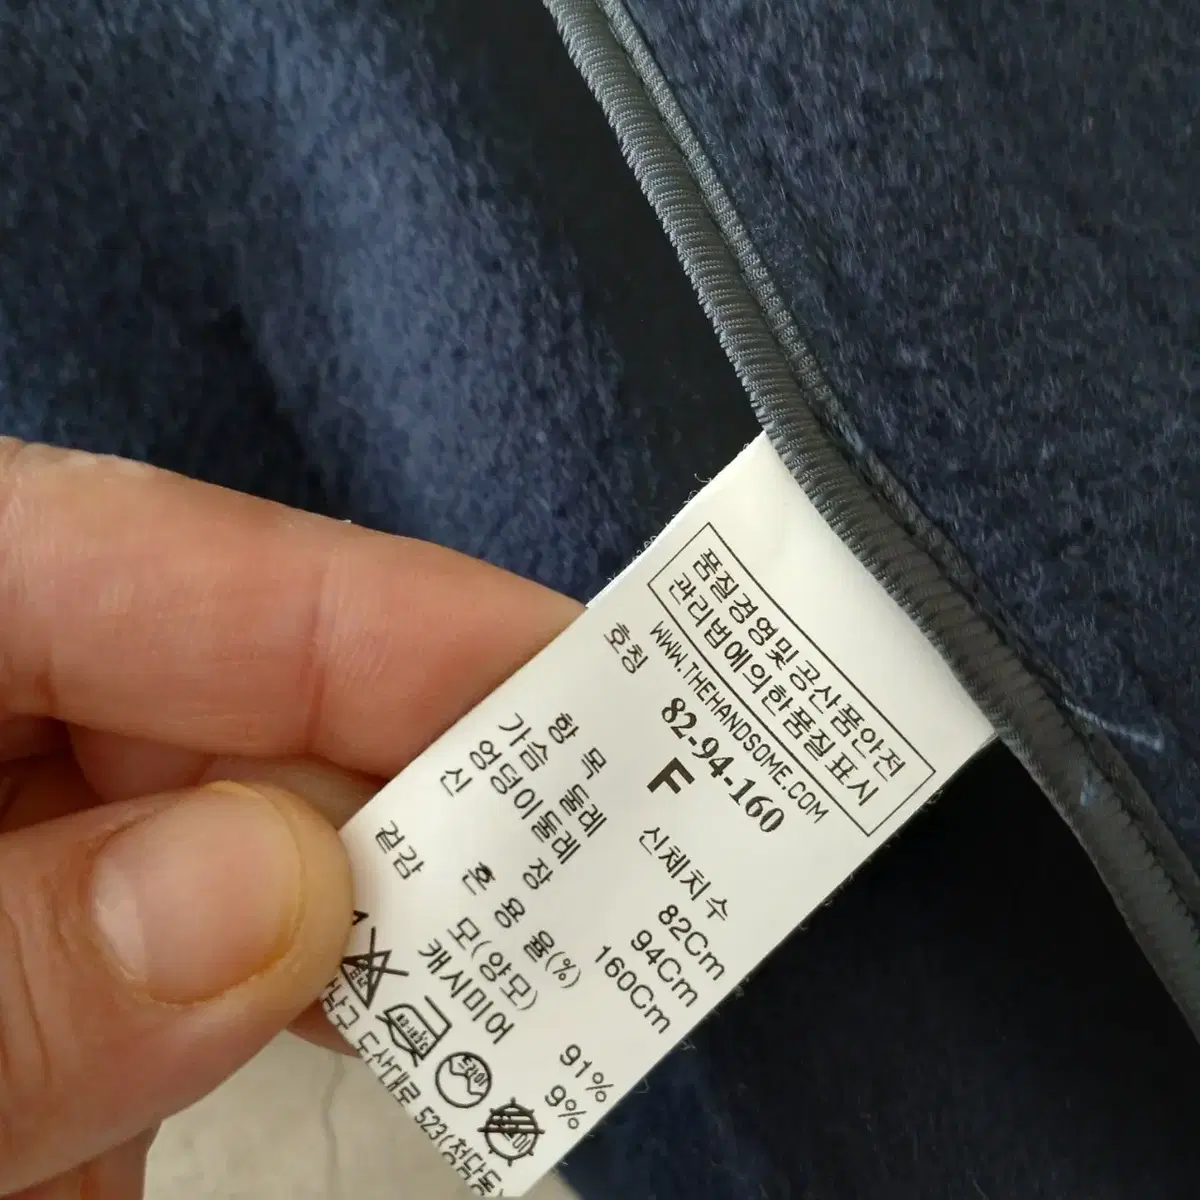 품질경영및 공산품안전
관리법에의한품질표시
WWW.THEHANDSOME.COM
호칭 82-94-160
F
항 목 신체치수
가슴 둘레 82Cm
엉덩이둘레 94Cm
신 장 160Cm
혼 용 율(%)
겉감 모(양모) 91%
캐시미어 9%
남구 도산대로 523(청담동)